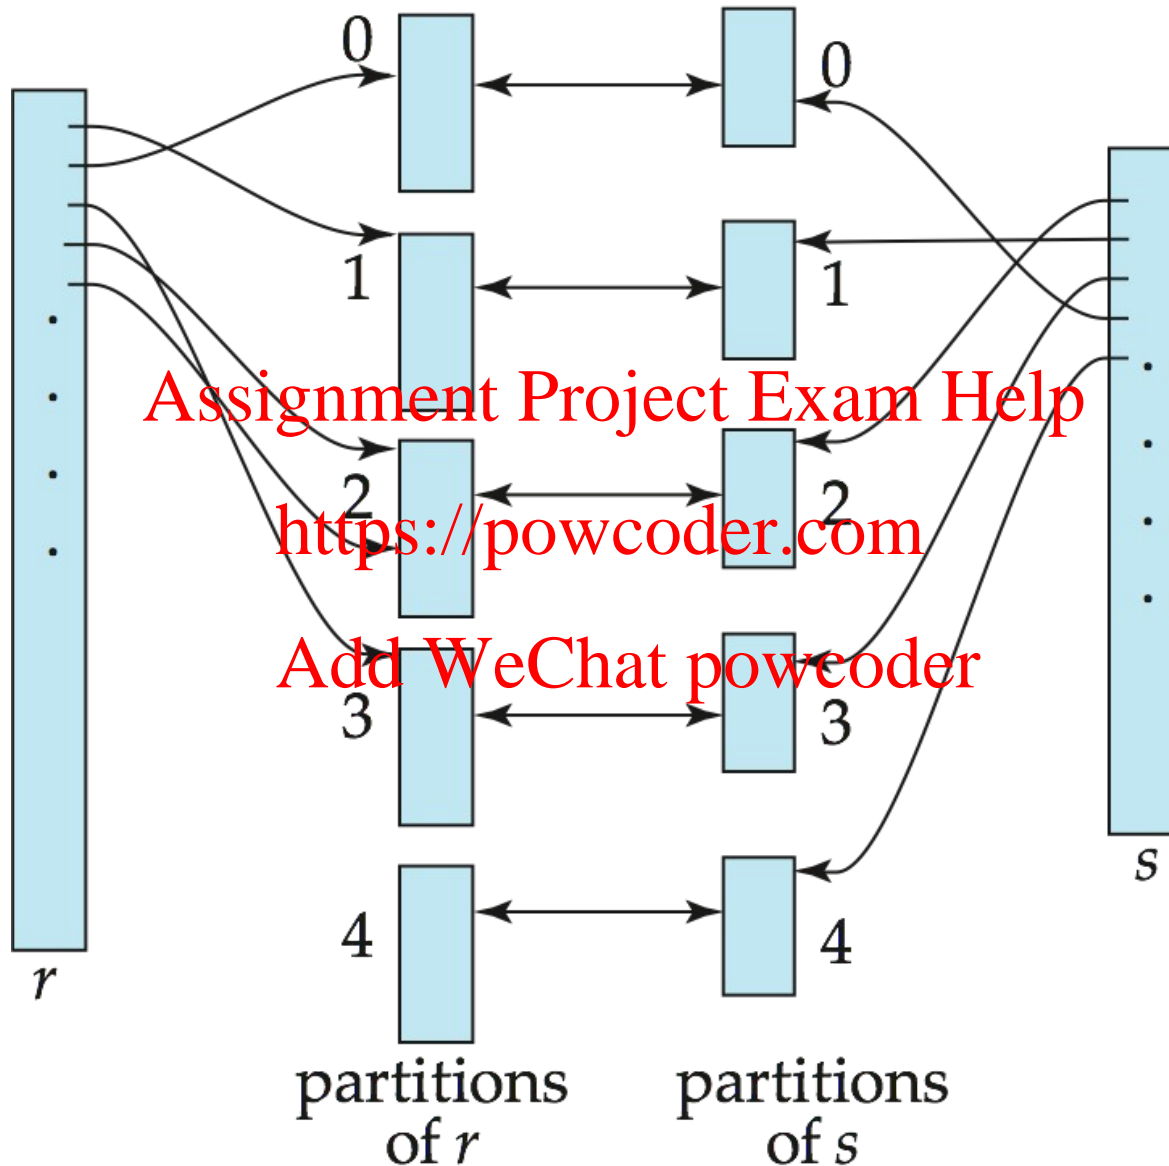 0
0
1
1
Assignment Project Exam Help
2
2
https://powcoder.com
Add WeChat powcoder
3
3
s
4
4
r
partitions
of r
partitions
of s